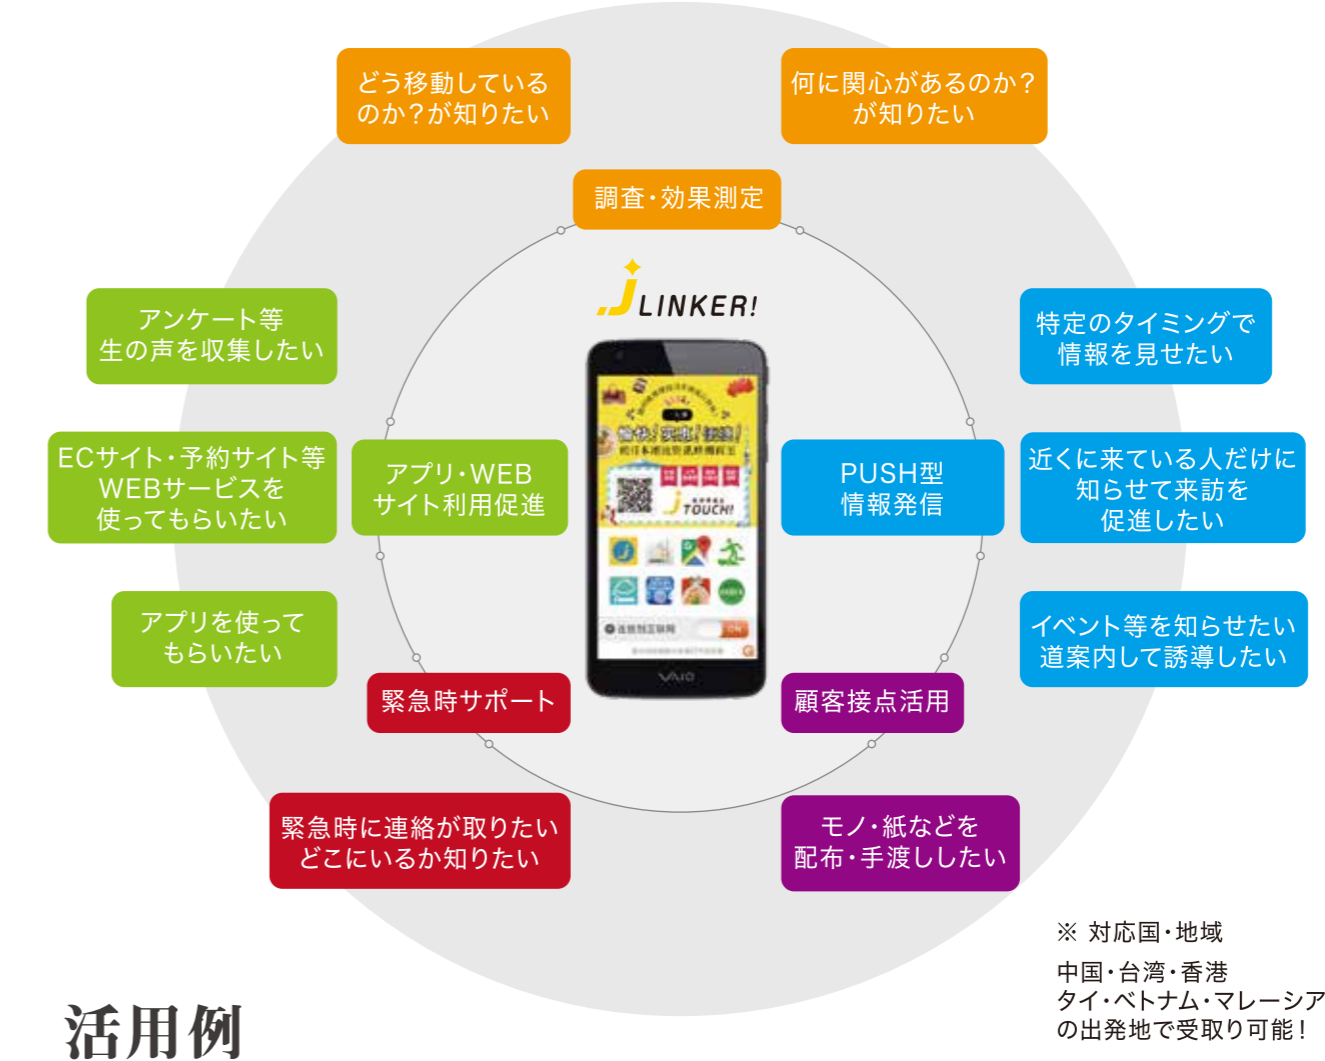 どう移動している
のか？が知りたい
何に関心があるのか？
が知りたい
調査・効果測定
J LINKER!
アンケート等
生の声を収集したい
特定のタイミングで
情報を見せたい
ECサイト・予約サイト等
WEBサービスを
使ってもらいたい
アプリ・WEB
サイト利用促進
J TOUCH!
PUSH型
情報発信
近くに来ている人だけに
知らせて来訪を
促進したい
アプリを使って
もらいたい
イベント等を知らせたい
道案内して誘導したい
ON
VAIO
緊急時サポート
顧客接点活用
緊急時に連絡が取りたい
どこにいるか知りたい
モノ・紙などを
配布・手渡ししたい
※ 対応国・地域
中国・台湾・香港
タイ・ベトナム・マレーシア
の出発地で受取り可能！
活用例